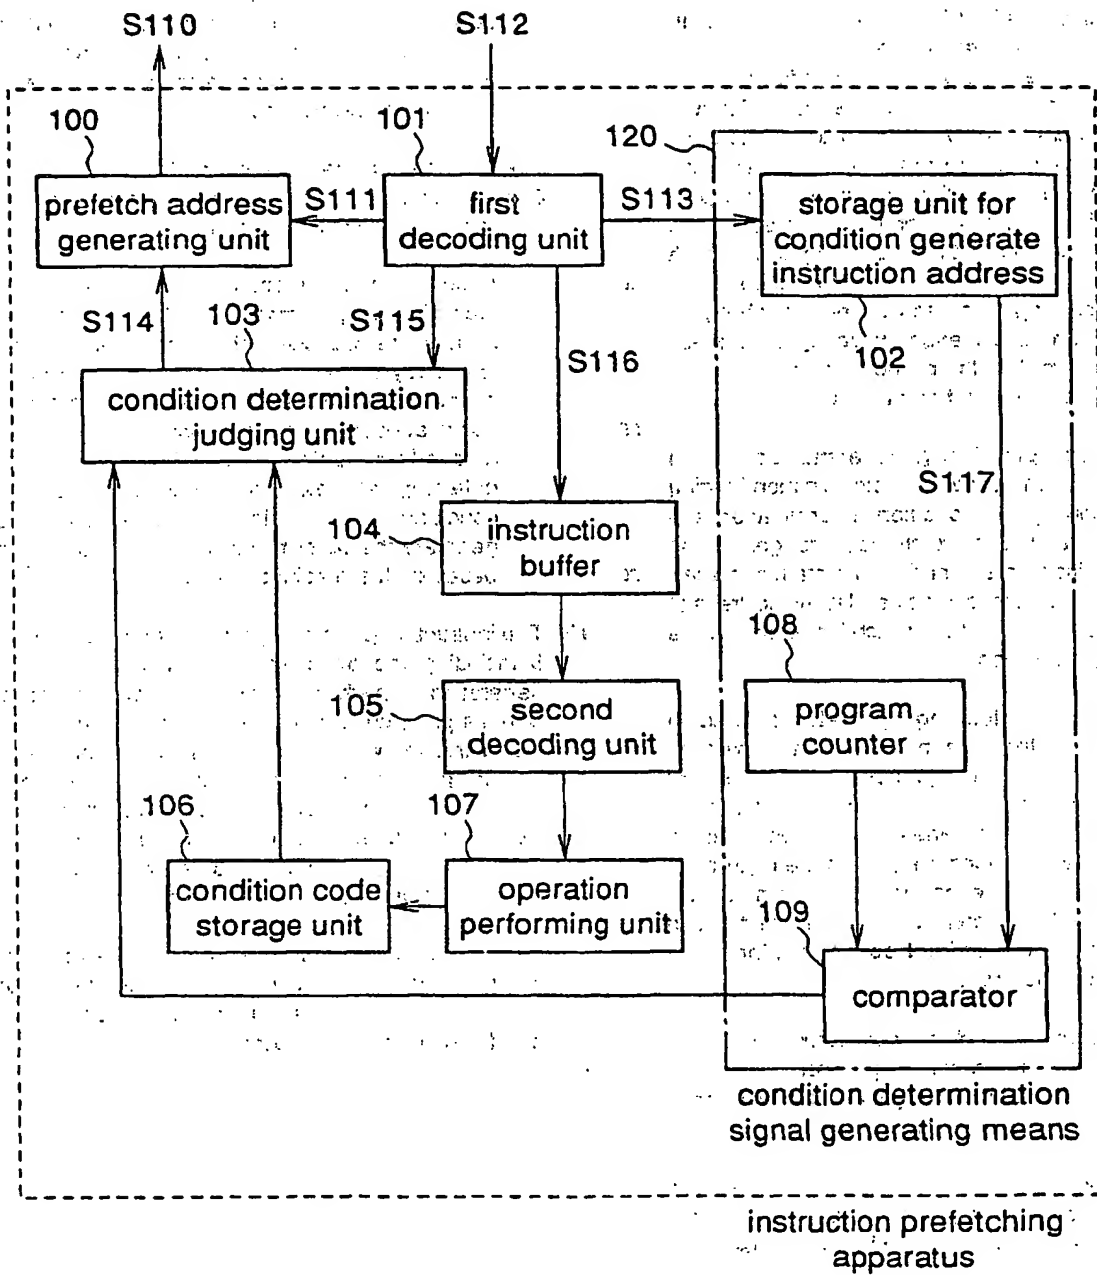 S110
S112
100
101
120
prefetch address
generating unit
S111
first
decoding unit
S113
storage unit for
condition generate
instruction address
S114
103
S115
102
S116
condition determination
judging unit
S117
104
instruction
buffer
108
105
second
decoding unit
program
counter
106
107
condition code
storage unit
operation
performing unit
109
comparator
condition determination
signal generating means
instruction prefetching
apparatus